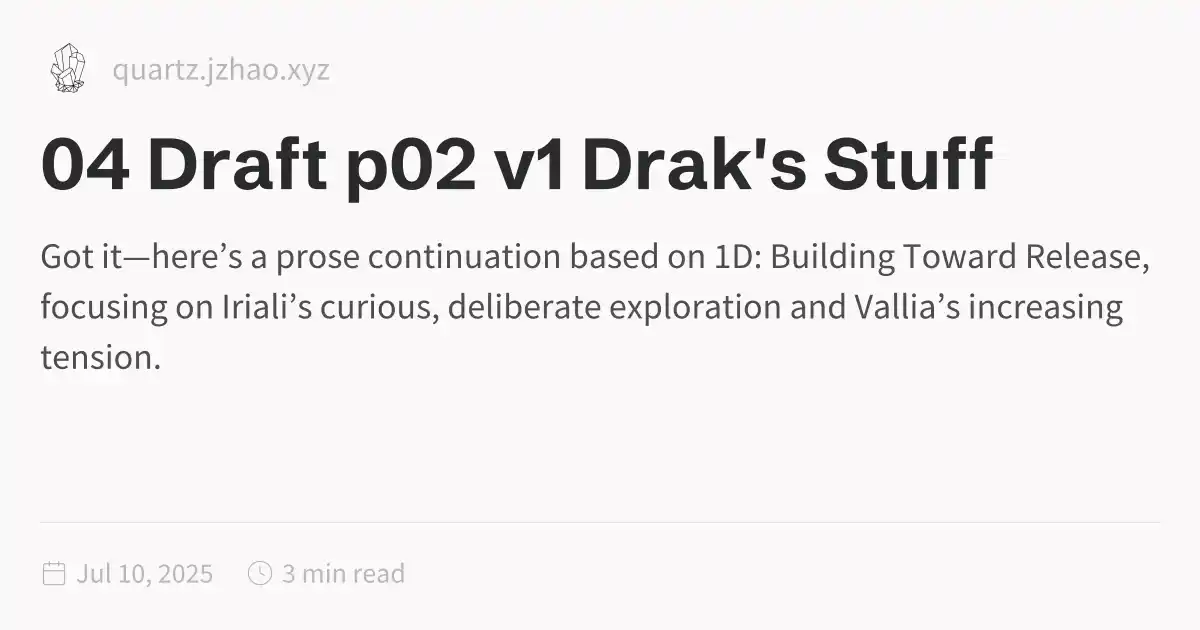 quartz.jzhao.xyz
04 Draft p02 v1 Drak's Stuff
Got it—here’s a prose continuation based on 1D: Building Toward Release,
focusing on Iriali’s curious, deliberate exploration and Vallia’s increasing
tension.
Jul 10, 2025 3 min read